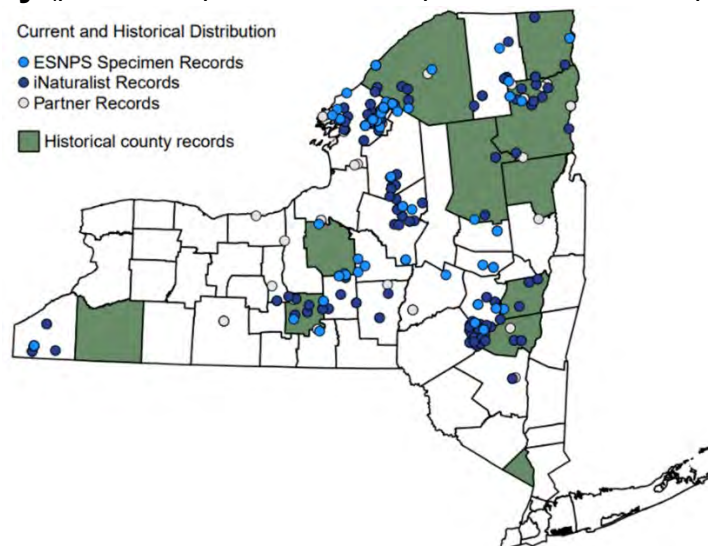 Current and Historical Distribution
ESNPS Specimen Records
iNaturalist Records
Partner Records
Historical county records